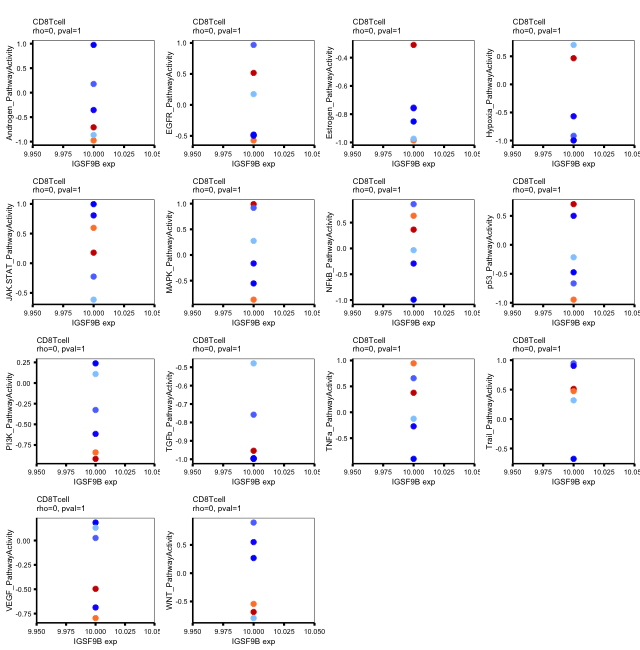 CD8Tcell
rho=0, pval=1
Androgen_PathwayActivity
1.0
0.5
0.0
-0.5
-1.0
9.950 9.975 10.000 10.025 10.05
IGSF9B exp
CD8Tcell
rho=0, pval=1
EGFR_PathwayActivity
1.0
0.5
0.0
-0.5
9.950 9.975 10.000 10.025 10.05
IGSF9B exp
CD8Tcell
rho=0, pval=1
Estrogen_PathwayActivity
-0.4
-0.6
-0.8
-1.0
9.950 9.975 10.000 10.025 10.05
IGSF9B exp
CD8Tcell
rho=0, pval=1
Hypoxia_PathwayActivity
0.5
0.0
-0.5
-1.0
9.950 9.975 10.000 10.025 10.05
IGSF9B exp
CD8Tcell
rho=0, pval=1
JAK.STAT_PathwayActivity
1.0
0.5
0.0
-0.5
9.950 9.975 10.000 10.025 10.05
IGSF9B exp
CD8Tcell
rho=0, pval=1
MAPK_PathwayActivity
1.0
0.5
0.0
-0.5
9.950 9.975 10.000 10.025 10.05
IGSF9B exp
CD8Tcell
rho=0, pval=1
NFkB_PathwayActivity
0.5
0.0
-0.5
-1.0
9.950 9.975 10.000 10.025 10.05
IGSF9B exp
CD8Tcell
rho=0, pval=1
p53_PathwayActivity
0.5
0.0
-0.5
-1.0
9.950 9.975 10.000 10.025 10.05
IGSF9B exp
CD8Tcell
rho=0, pval=1
PI3K_PathwayActivity
0.25
0.00
-0.25
-0.50
-0.75
9.950 9.975 10.000 10.025 10.05
IGSF9B exp
CD8Tcell
rho=0, pval=1
TGFb_PathwayActivity
-0.5
-0.6
-0.7
-0.8
-0.9
-1.0
9.950 9.975 10.000 10.025 10.05
IGSF9B exp
CD8Tcell
rho=0, pval=1
TNFa_PathwayActivity
1.0
0.5
0.0
-0.5
9.950 9.975 10.000 10.025 10.05
IGSF9B exp
CD8Tcell
rho=0, pval=1
Trail_PathwayActivity
1.0
0.5
0.0
-0.5
9.950 9.975 10.000 10.025 10.05
IGSF9B exp
CD8Tcell
rho=0, pval=1
VEGF_PathwayActivity
0.00
-0.25
-0.50
-0.75
9.950 9.975 10.000 10.025 10.05
IGSF9B exp
CD8Tcell
rho=0, pval=1
WNT_PathwayActivity
0.5
0.0
-0.5
9.950 9.975 10.000 10.025 10.050
IGSF9B exp